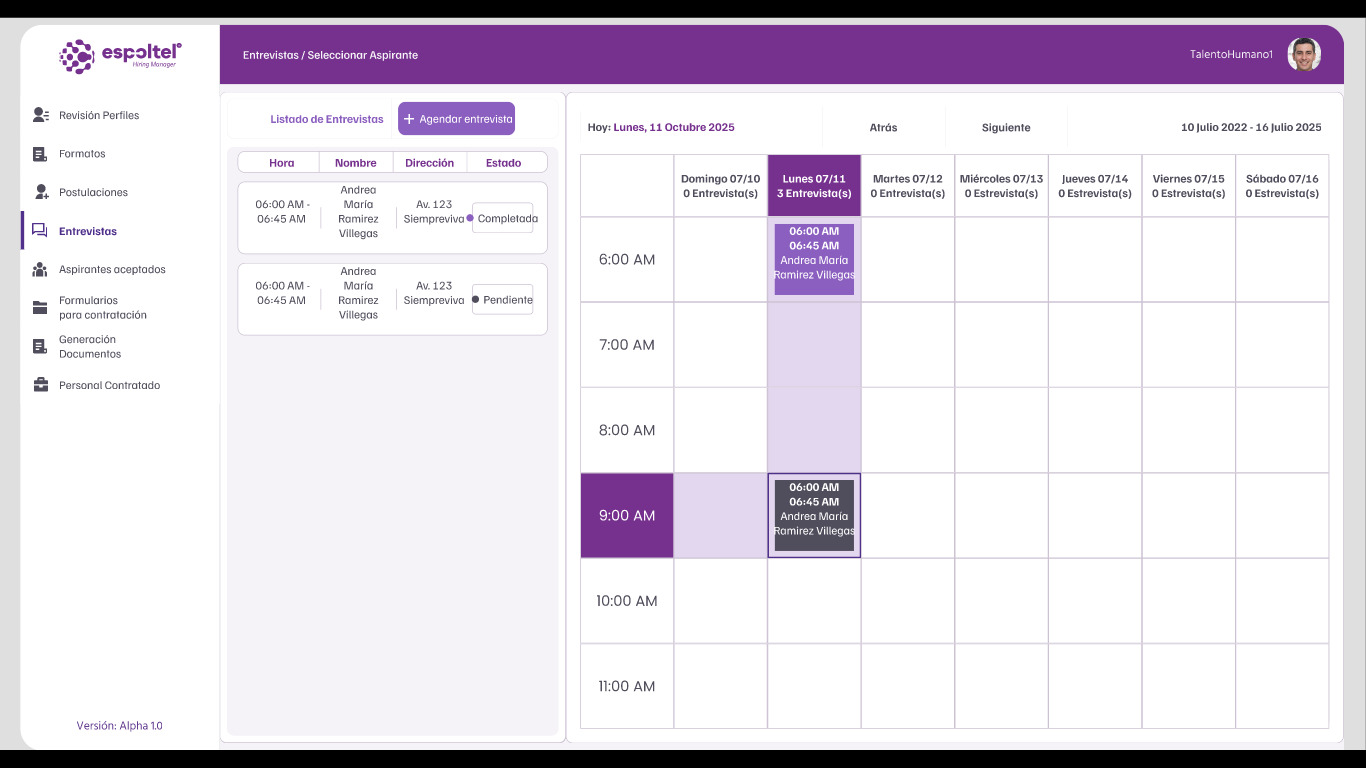 espoltel
Hiring Manager
Entrevistas / Seleccionar Aspirante
TalentoHumano1
Revisión Perfiles
Formatos
Postulaciones
Entrevistas
Aspirantes aceptados
Formularios
para contratación
Generación
Documentos
Personal Contratado
Versión: Alpha 1.0
Listado de Entrevistas
+ Agendar entrevista
Hora Nombre Dirección Estado
06:00 AM -
06:45 AM
Andrea
María
Ramirez
Villegas
Av. 123
Siempreviva
Completada
06:00 AM -
06:45 AM
Andrea
María
Ramirez
Villegas
Av. 123
Siempreviva
Pendiente
Hoy: Lunes, 11 Octubre 2025
Atrás
Siguiente
10 Julio 2022 - 16 Julio 2025
Domingo 07/10
0 Entrevista(s)
Lunes 07/11
3 Entrevista(s)
Martes 07/12
0 Entrevista(s)
Miércoles 07/13
0 Estrevista(s)
Jueves 07/14
0 Estrevista(s)
Viernes 07/15
0 Estrevista(s)
Sábado 07/16
0 Estrevista(s)
6:00 AM
06:00 AM
06:45 AM
Andrea María
Ramirez Villegas
7:00 AM
8:00 AM
9:00 AM
06:00 AM
06:45 AM
Andrea María
Ramirez Villegas
10:00 AM
11:00 AM